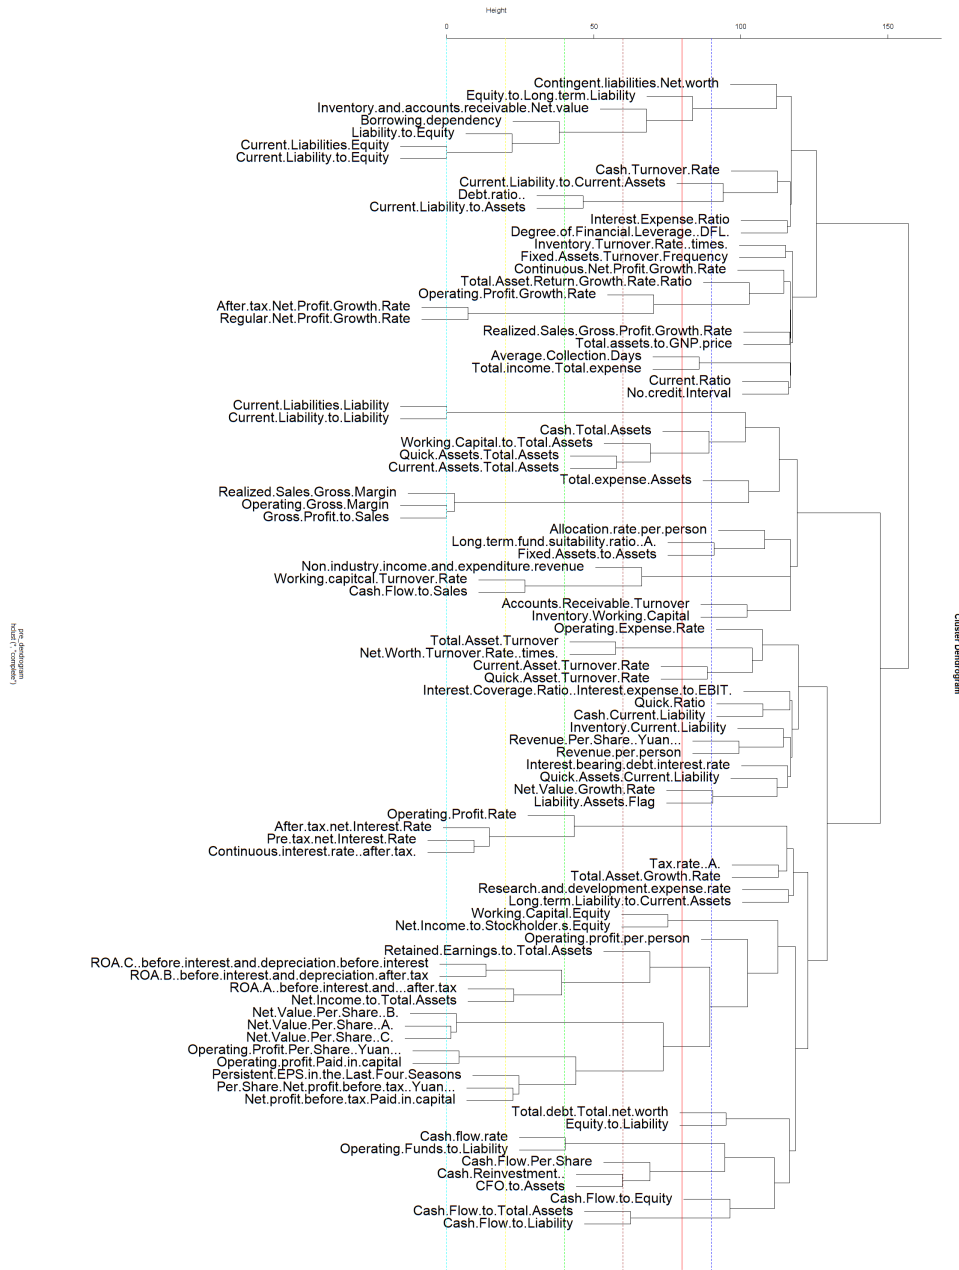 Height
0 50 100 150
Contingent.liabilities.Net.worth
Equity.to.Long.term.Liability
Inventory.and.accounts.receivable.Net.value
Borrowing.dependency
Liability.to.Equity
Current.Liabilities.Equity
Current.Liability.to.Equity
Cash.Turnover.Rate
Current.Liability.to.Current.Assets
Debt.ratio..
Current.Liability.to.Assets
Interest.Expense.Ratio
Degree.of.Financial.Leverage..DFL.
Inventory.Turnover.Rate..times.
Fixed.Assets.Turnover.Frequency
Continuous.Net.Profit.Growth.Rate
Total.Asset.Return.Growth.Rate.Ratio
Operating.Profit.Growth.Rate
After.tax.Net.Profit.Growth.Rate
Regular.Net.Profit.Growth.Rate
Realized.Sales.Gross.Profit.Growth.Rate
Total.assets.to.GNP.price
Average.Collection.Days
Total.income.Total.expense
Current.Ratio
No.credit.Interval
Current.Liabilities.Liability
Current.Liability.to.Liability
Cash.Total.Assets
Working.Capital.to.Total.Assets
Quick.Assets.Total.Assets
Current.Assets.Total.Assets
Total.expense.Assets
Realized.Sales.Gross.Margin
Operating.Gross.Margin
Gross.Profit.to.Sales
Allocation.rate.per.person
Long.term.fund.suitability.ratio..A.
Fixed.Assets.to.Assets
Non.industry.income.and.expenditure.revenue
Working.capitcal.Turnover.Rate
Cash.Flow.to.Sales
Accounts.Receivable.Turnover
Inventory.Working.Capital
Operating.Expense.Rate
Total.Asset.Turnover
Net.Worth.Turnover.Rate..times.
Current.Asset.Turnover.Rate
Quick.Asset.Turnover.Rate
Interest.Coverage.Ratio..Interest.expense.to.EBIT.
Quick.Ratio
Cash.Current.Liability
Inventory.Current.Liability
Revenue.Per.Share..Yuan...
Revenue.per.person
Interest.bearing.debt.interest.rate
Quick.Assets.Current.Liability
Net.Value.Growth.Rate
Liability.Assets.Flag
Operating.Profit.Rate
After.tax.net.Interest.Rate
Pre.tax.net.Interest.Rate
Continuous.interest.rate..after.tax.
Tax.rate..A.
Total.Asset.Growth.Rate
Research.and.development.expense.rate
Long.term.Liability.to.Current.Assets
Working.Capital.Equity
Net.Income.to.Stockholder.s.Equity
Operating.profit.per.person
Retained.Earnings.to.Total.Assets
ROA.C..before.interest.and.depreciation.before.interest
ROA.B..before.interest.and.depreciation.after.tax
ROA.A..before.interest.and...after.tax
Net.Income.to.Total.Assets
Net.Value.Per.Share..B.
Net.Value.Per.Share..A.
Net.Value.Per.Share..C.
Operating.Profit.Per.Share..Yuan...
Operating.profit.Paid.in.capital
Persistent.EPS.in.the.Last.Four.Seasons
Per.Share.Net.profit.before.tax..Yuan...
Net.profit.before.tax.Paid.in.capital
Total.debt.Total.net.worth
Equity.to.Liability
Cash.flow.rate
Operating.Funds.to.Liability
Cash.Flow.Per.Share
Cash.Reinvestment..
CFO.to.Assets
Cash.Flow.to.Equity
Cash.Flow.to.Total.Assets
Cash.Flow.to.Liability
pre_dendrogram
hclust (*, "complete")
Cluster Dendrogram